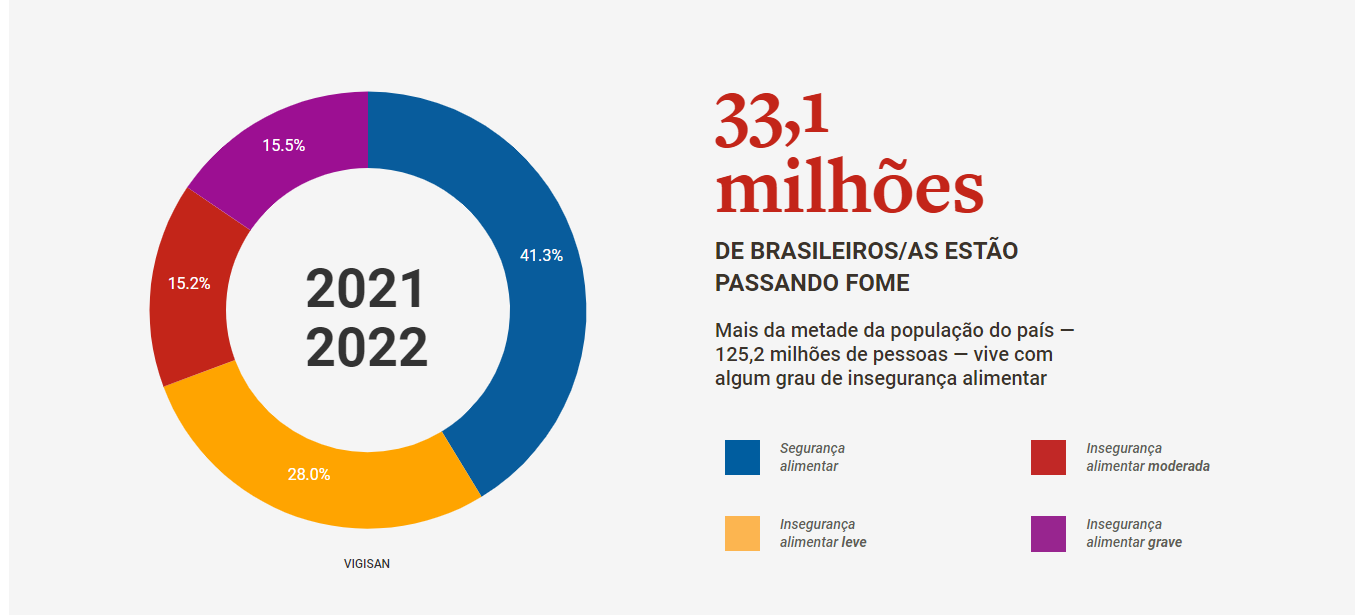 15.5%
41.3%
15.2%
28.0%
2021
2022
VIGISAN
33,1
milhões
DE BRASILEIROS/AS ESTÃO
PASSANDO FOME
Mais da metade da população do país —
125,2 milhões de pessoas — vive com
algum grau de insegurança alimentar
Segurança
alimentar
Insegurança
alimentar moderada
Insegurança
alimentar leve
Insegurança
alimentar grave